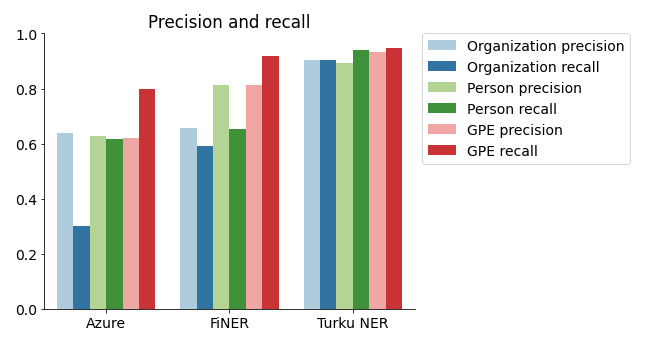 Precision and recall
1.0
0.8
0.6
0.4
0.2
0.0
Azure
FiNER
Turku NER
Organization precision
Organization recall
Person precision
Person recall
GPE precision
GPE recall